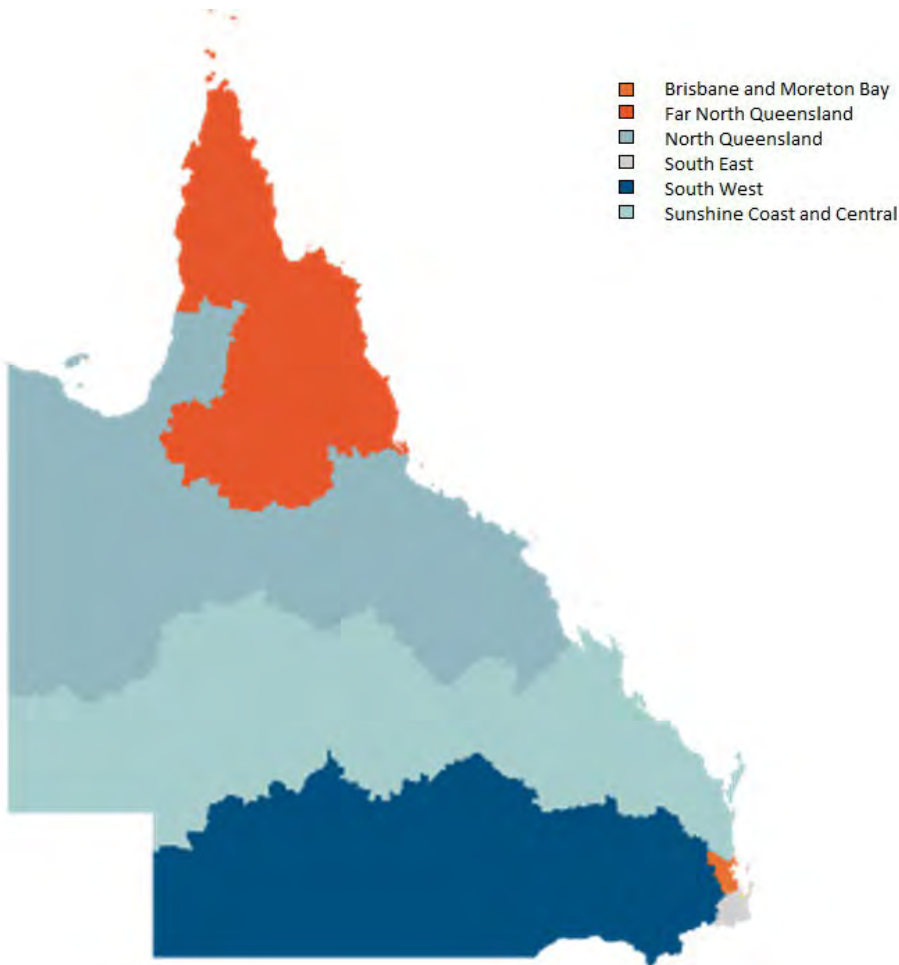 Brisbane and Moreton Bay
Far North Queensland
North Queensland
South East
South West
Sunshine Coast and Central